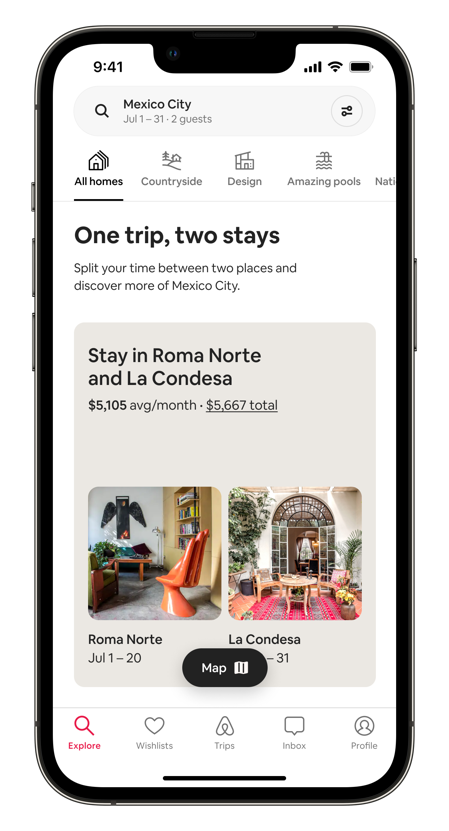 9:41
Mexico City
Jul 1 – 31 · 2 guests
All homes
Countryside
Design
Amazing pools
Nati
One trip, two stays
Split your time between two places and
discover more of Mexico City.
Stay in Roma Norte
and La Condesa
$5,105 avg/month · $5,667 total
Roma Norte
La Condesa
Jul 1 – 20
– 31
Map
Explore
Wishlists
Trips
Inbox
Profile